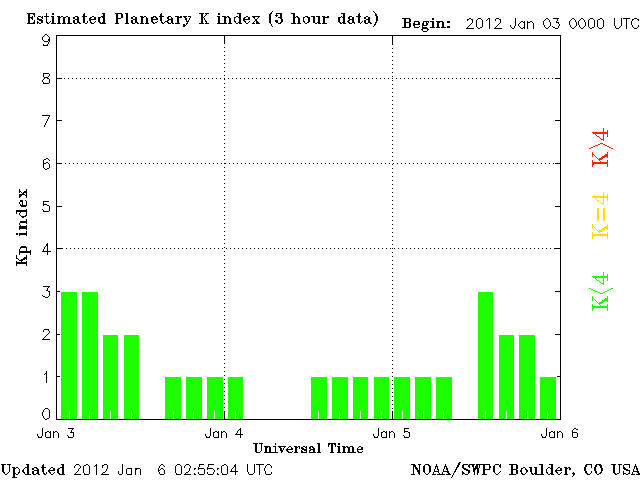 Estimated Planetary K index (3 hour data) Begin: 2012 Jan 03 0000 UTC
9
8
7
6
5
4
3
2
1
0
Kp index
K>4
K=4
K<4
Jan 3 Jan 4 Jan 5 Jan 6
Universal Time
Updated 2012 Jan 6 02:55:04 UTC NOAA/SWPC Boulder, CO USA